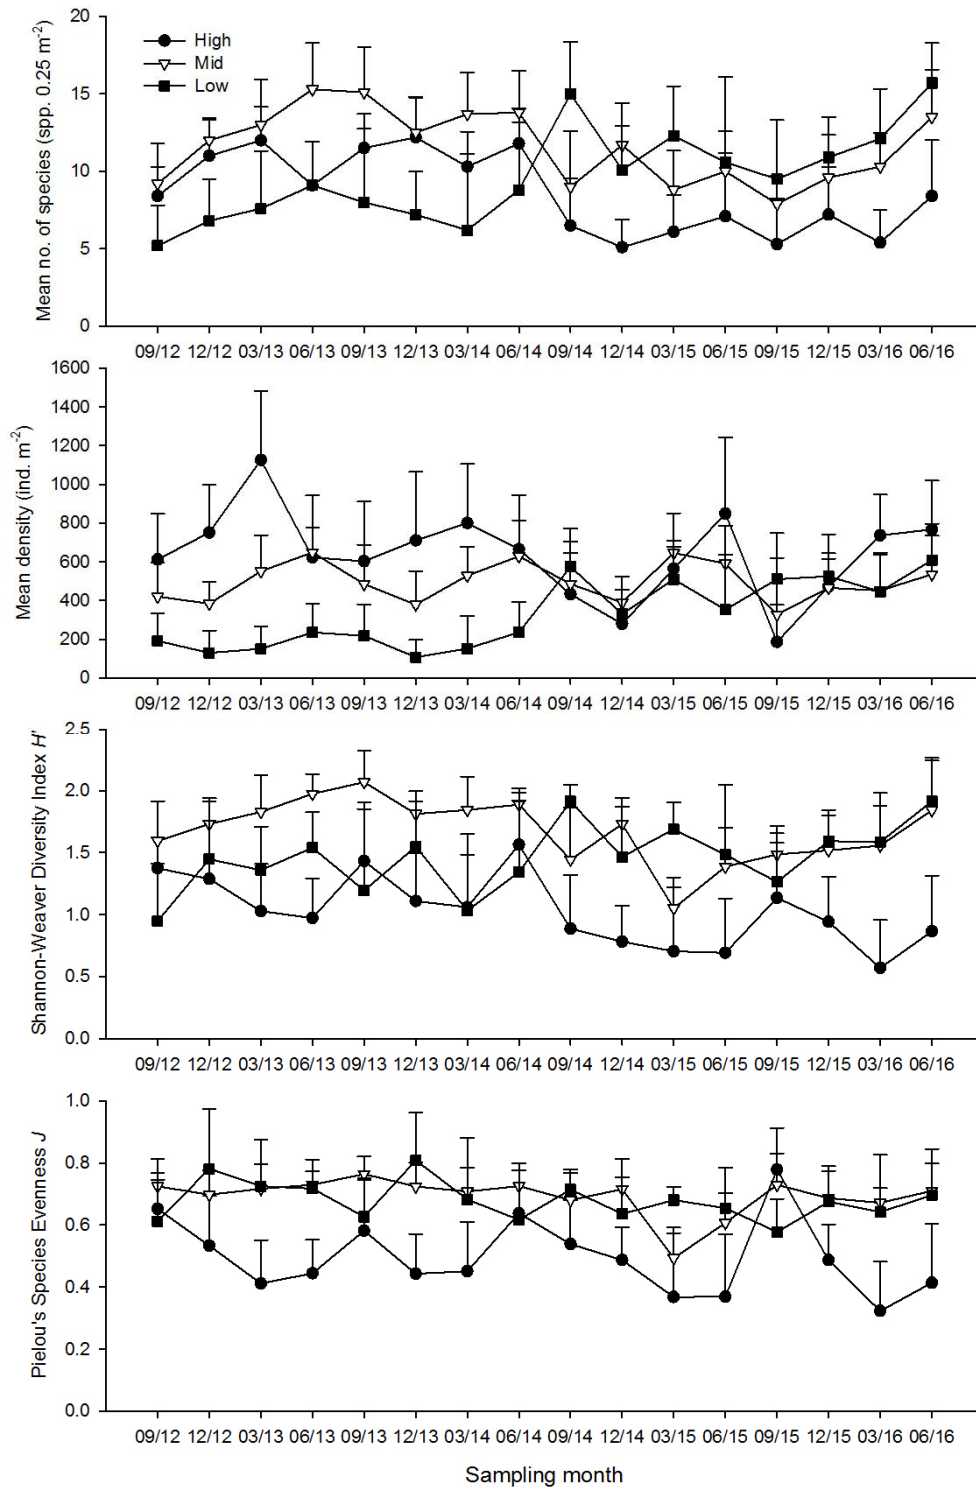 Mean no. of species (spp. 0.25 m-2)
20
15
10
5
0
High
Mid
Low
09/12 12/12 03/13 06/13 09/13 12/13 03/14 06/14 09/14 12/14 03/15 06/15 09/15 12/15 03/16 06/16
Mean density (ind. m-2)
1600
1400
1200
1000
800
600
400
200
0
09/12 12/12 03/13 06/13 09/13 12/13 03/14 06/14 09/14 12/14 03/15 06/15 09/15 12/15 03/16 06/16
Shannon-Weaver Diversity Index H'
2.5
2.0
1.5
1.0
0.5
0.0
09/12 12/12 03/13 06/13 09/13 12/13 03/14 06/14 09/14 12/14 03/15 06/15 09/15 12/15 03/16 06/16
Pielou's Species Evenness J
1.0
0.8
0.6
0.4
0.2
0.0
09/12 12/12 03/13 06/13 09/13 12/13 03/14 06/14 09/14 12/14 03/15 06/15 09/15 12/15 03/16 06/16
Sampling month